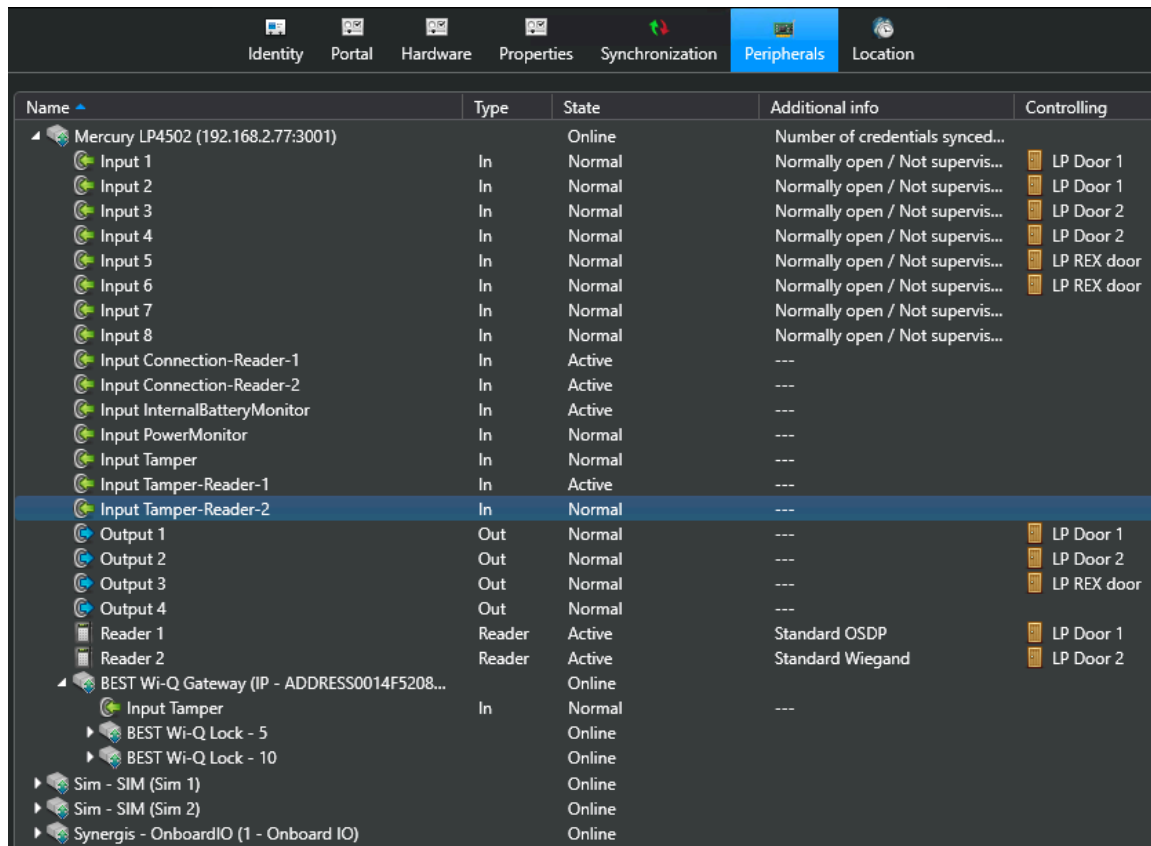 Identity Portal Hardware Properties Synchronization Peripherals Location
Name Type State Additional info Controlling
Mercury LP4502 (192.168.2.77:3001) Online Number of credentials synced...
Input 1 In Normal Normally open / Not supervis... LP Door 1
Input 2 In Normal Normally open / Not supervis... LP Door 1
Input 3 In Normal Normally open / Not supervis... LP Door 2
Input 4 In Normal Normally open / Not supervis... LP Door 2
Input 5 In Normal Normally open / Not supervis... LP REX door
Input 6 In Normal Normally open / Not supervis... LP REX door
Input 7 In Normal Normally open / Not supervis...
Input 8 In Normal Normally open / Not supervis...
Input Connection-Reader-1 In Active ---
Input Connection-Reader-2 In Active ---
Input InternalBatteryMonitor In Active ---
Input PowerMonitor In Normal ---
Input Tamper In Normal ---
Input Tamper-Reader-1 In Active ---
Input Tamper-Reader-2 In Normal ---
Output 1 Out Normal --- LP Door 1
Output 2 Out Normal --- LP Door 2
Output 3 Out Normal --- LP REX door
Output 4 Out Normal ---
Reader 1 Reader Active Standard OSDP LP Door 1
Reader 2 Reader Active Standard Wiegand LP Door 2
BEST Wi-Q Gateway (IP - ADDRESS0014F5208... Online
Input Tamper In Normal ---
BEST Wi-Q Lock - 5 Online
BEST Wi-Q Lock - 10 Online
Sim - SIM (Sim 1) Online
Sim - SIM (Sim 2) Online
Synergis - OnboardIO (1 - Onboard IO) Online